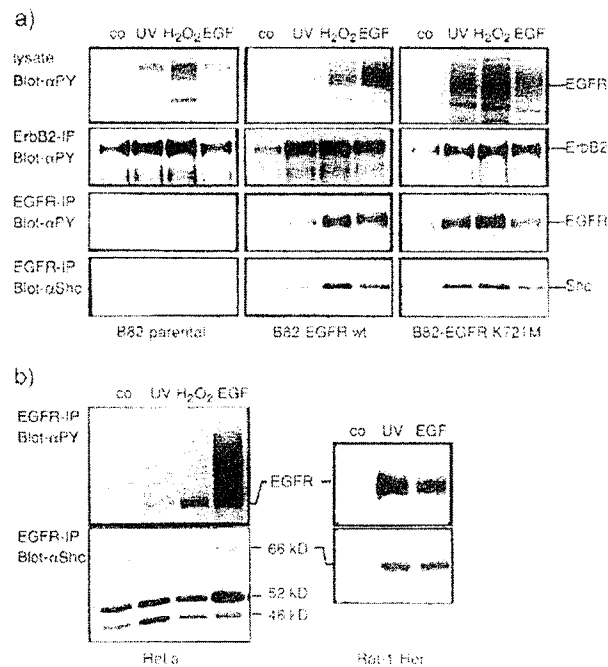 a)
co UV H₂O₂ EGF
co UV H₂O₂ EGF
co UV H₂O₂ EGF
lysate
Blot-αPY
EGFR
ErbB2-IP
Blot-αPY
ErbB2
EGFR-IP
Blot-αPY
EGFR
EGFR-IP
Blot-αShc
Shc
B82 parental
B82 EGFR wt
B82-EGFR K721M
b)
co UV H₂O₂ EGF
EGFR-IP
Blot-αPY
co UV EGF
EGFR
EGFR-IP
Blot-αShc
66 kD
52 kD
46 kD
HeLa
Rat-1 Her